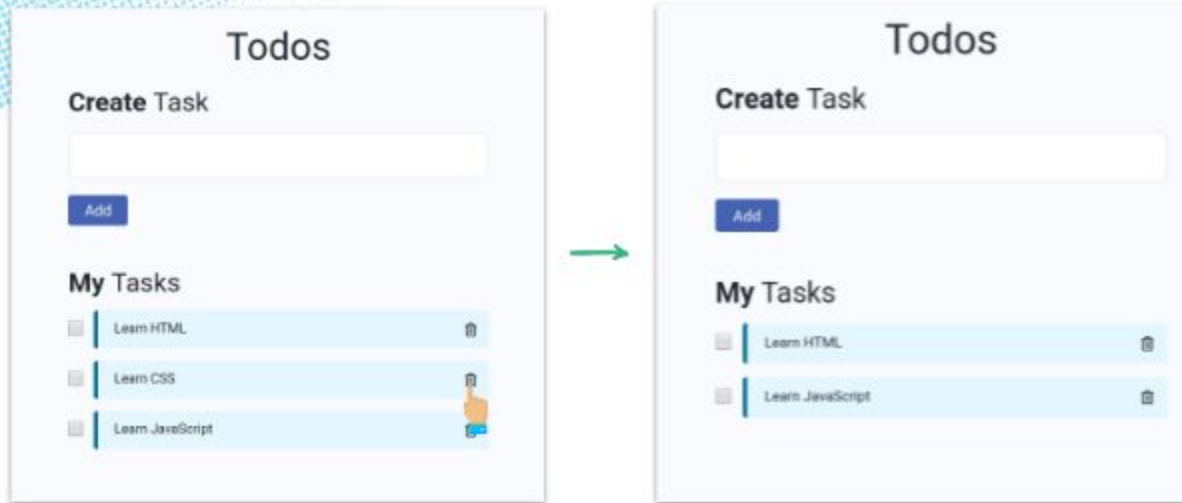 Todos
Create Task
Add
My Tasks
Learn HTML
Learn CSS
Learn JavaScript
Todos
Create Task
Add
My Tasks
Learn HTML
Learn JavaScript